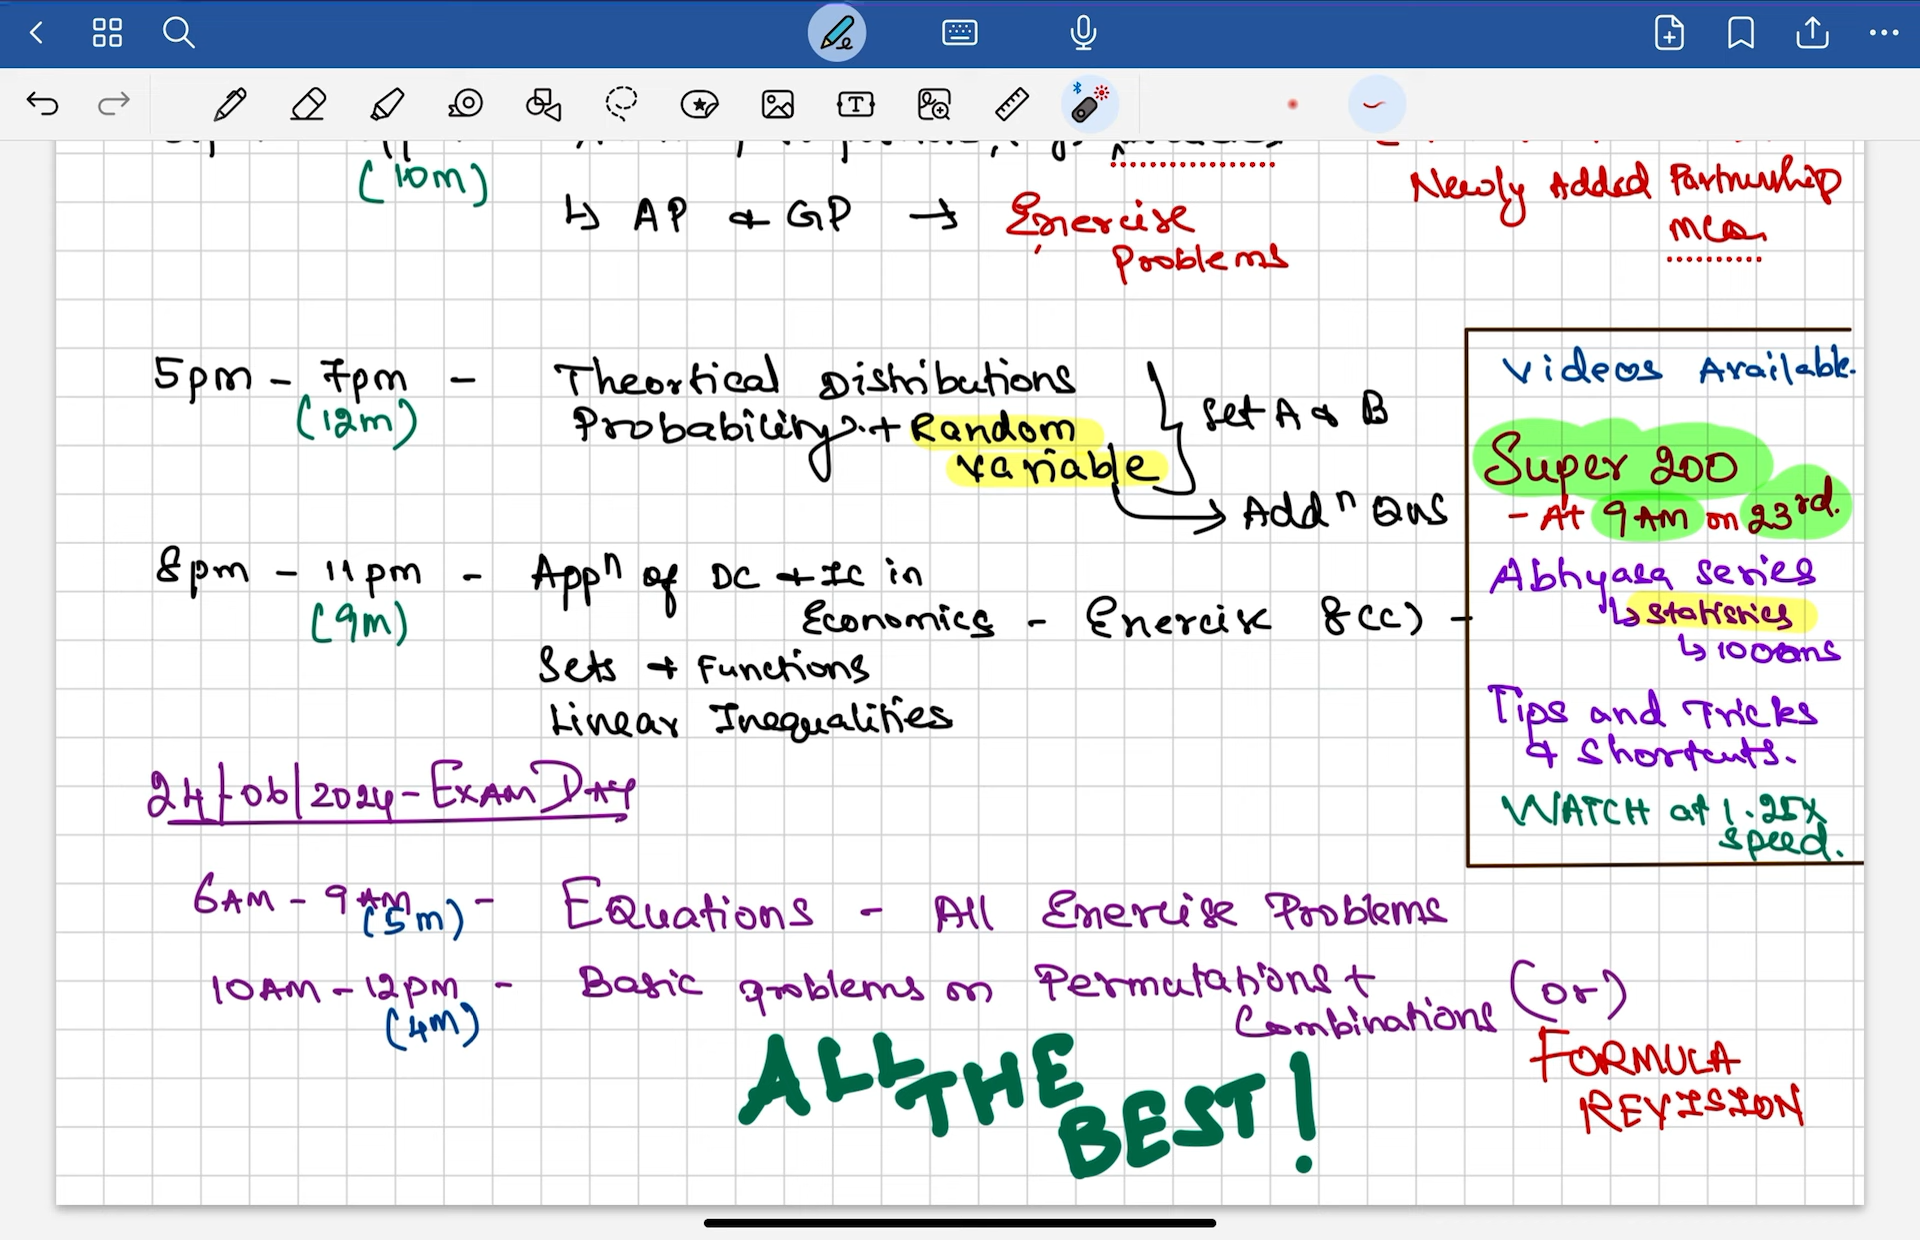 (10m)
Newly Added Partnership
MCQ
↳ AP & GP → Exercise
Problems
5pm - 7pm - Theortical Distributions
(12m)
Probability + Random
Variable
Set A & B
→ Addⁿ Qns
8pm - 11pm - Appⁿ of DC & IC in
(9m)
Economics - Exercise 8(C) -
Sets & Functions
Linear Inequalities
Videos Available.
Super 200
- At 9AM on 23rd.
Abhyasa Series
↳ Statistics
↳ 100Qns
Tips and Tricks
& Shortcuts.
WATCH at 1.25x
Speed.
24/06/2024 - EXAM DAY
6AM - 9AM - Equations - All Exercise Problems
(5m)
10AM - 12pm - Basic problems on Permutations +
(4m)
Combinations (or)
FORMULA
REVISION
ALL THE
BEST!